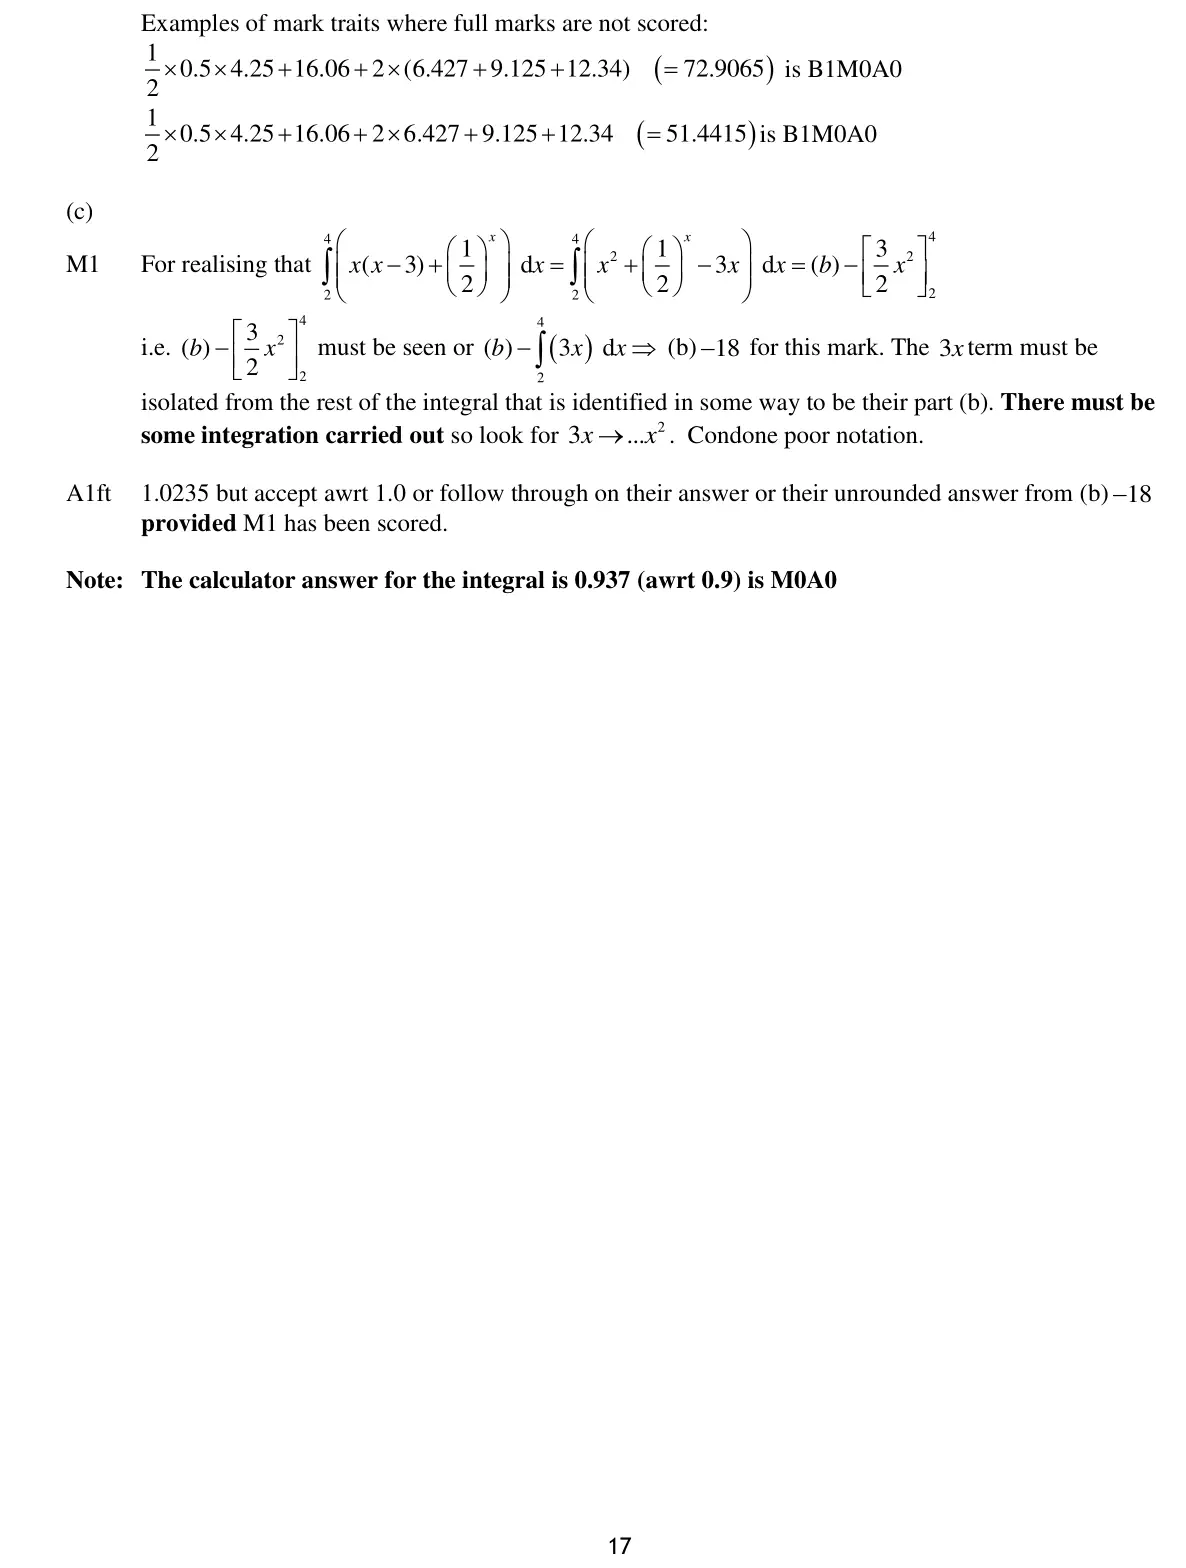 Examples of mark traits where full marks are not scored:
1/2 ×0.5×4.25+16.06+2×(6.427+9.125+12.34) (=72.9065) is B1M0A0
1/2 ×0.5×4.25+16.06+2×6.427+9.125+12.34 (=51.4415) is B1M0A0
(c)
M1 For realising that ∫₂⁴ (x(x−3)+(1/2)ˣ) dx = ∫₂⁴ (x²+(1/2)ˣ−3x) dx = (b)−[3/2 x²]₂⁴
i.e. (b)−[3/2 x²]₂⁴ must be seen or (b)−∫₂⁴(3x) dx ⇒ (b)–18 for this mark. The 3x term must be
isolated from the rest of the integral that is identified in some way to be their part (b). There must be
some integration carried out so look for 3x→...x². Condone poor notation.
A1ft 1.0235 but accept awrt 1.0 or follow through on their answer or their unrounded answer from (b)–18
provided M1 has been scored.
Note: The calculator answer for the integral is 0.937 (awrt 0.9) is M0A0
17